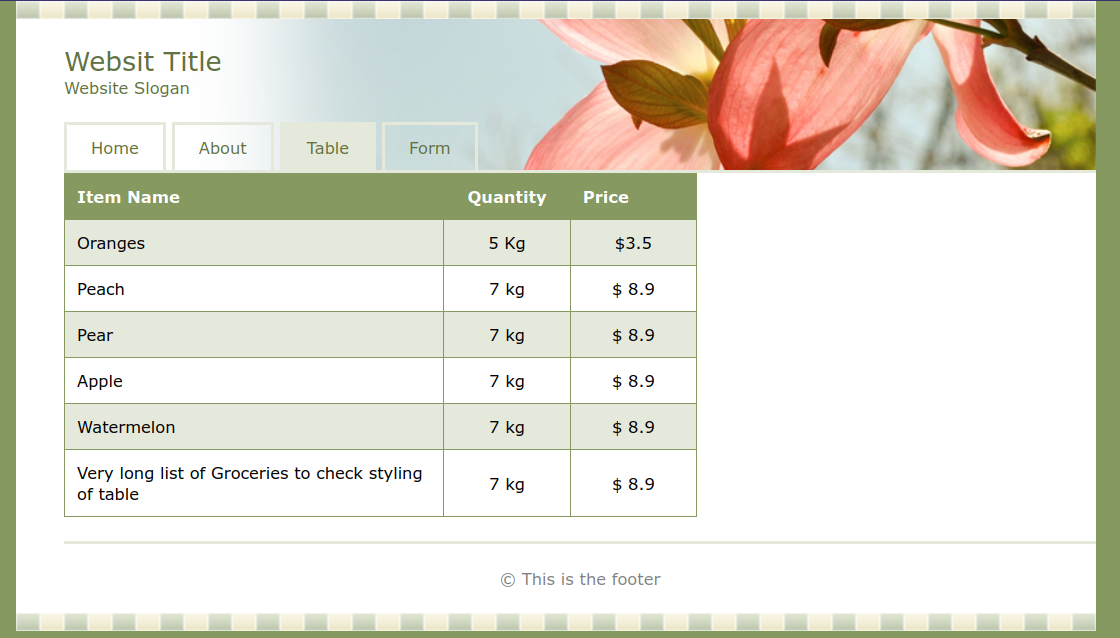 Websit Title
Website Slogan
Home About Table Form
Item Name Quantity Price
Oranges 5 Kg $3.5
Peach 7 kg $ 8.9
Pear 7 kg $ 8.9
Apple 7 kg $ 8.9
Watermelon 7 kg $ 8.9
Very long list of Groceries to check styling
of table 7 kg $ 8.9
© This is the footer